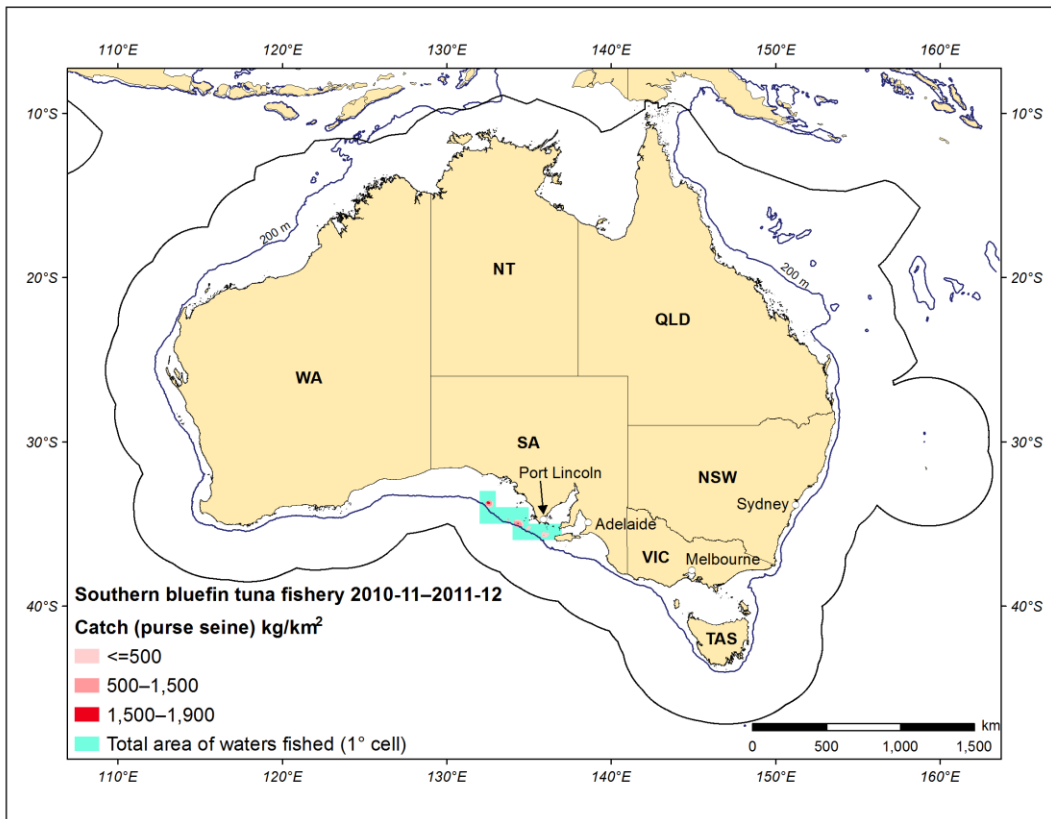 110°E 120°E 130°E 140°E 150°E 160°E
10°S 10°S
200 m
200 m
NT
20°S 20°S
QLD
WA
30°S 30°S
SA
Port Lincoln
NSW
Sydney
Adelaide
VIC
Melbourne
Southern bluefin tuna fishery 2010-11–2011-12
40°S 40°S
Catch (purse seine) kg/km²
TAS
<=500
500–1,500
1,500–1,900
km
Total area of waters fished (1° cell)
0 500 1,000 1,500
110°E 120°E 130°E 140°E 150°E 160°E